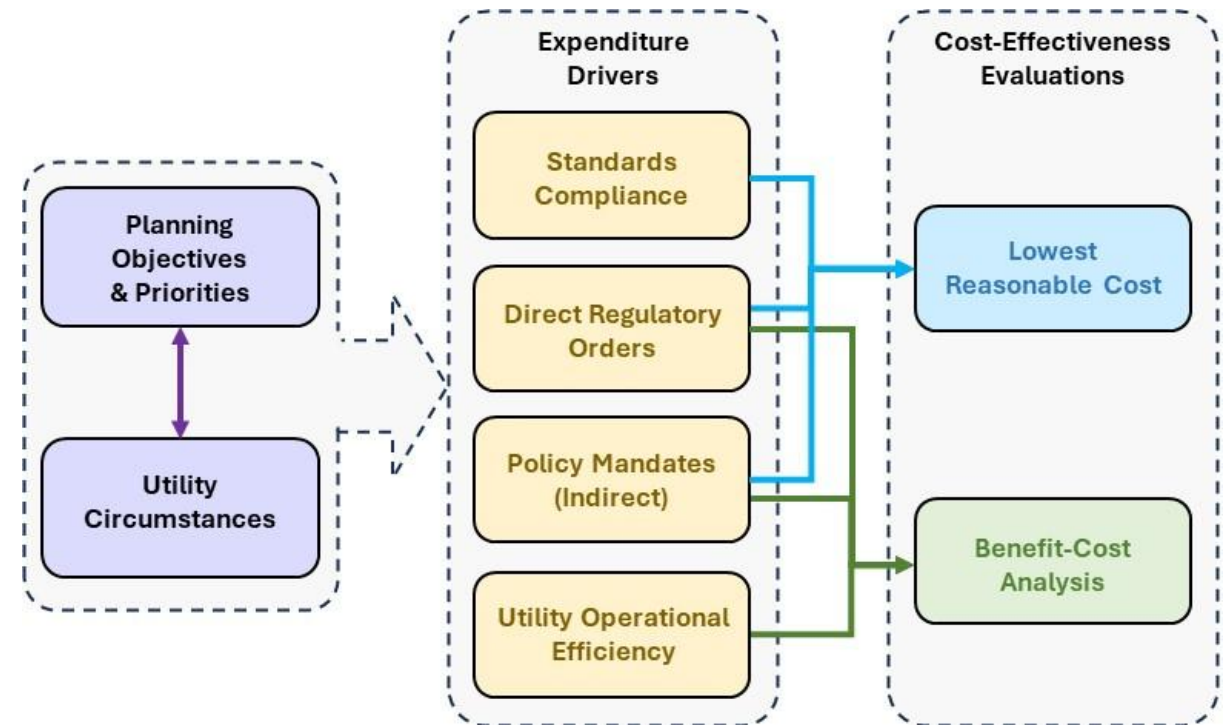 Planning
Objectives
& Priorities
Utility
Circumstances
Expenditure
Drivers
Standards
Compliance
Direct Regulatory
Orders
Policy Mandates
(Indirect)
Utility Operational
Efficiency
Cost-Effectiveness
Evaluations
Lowest
Reasonable Cost
Benefit-Cost
Analysis